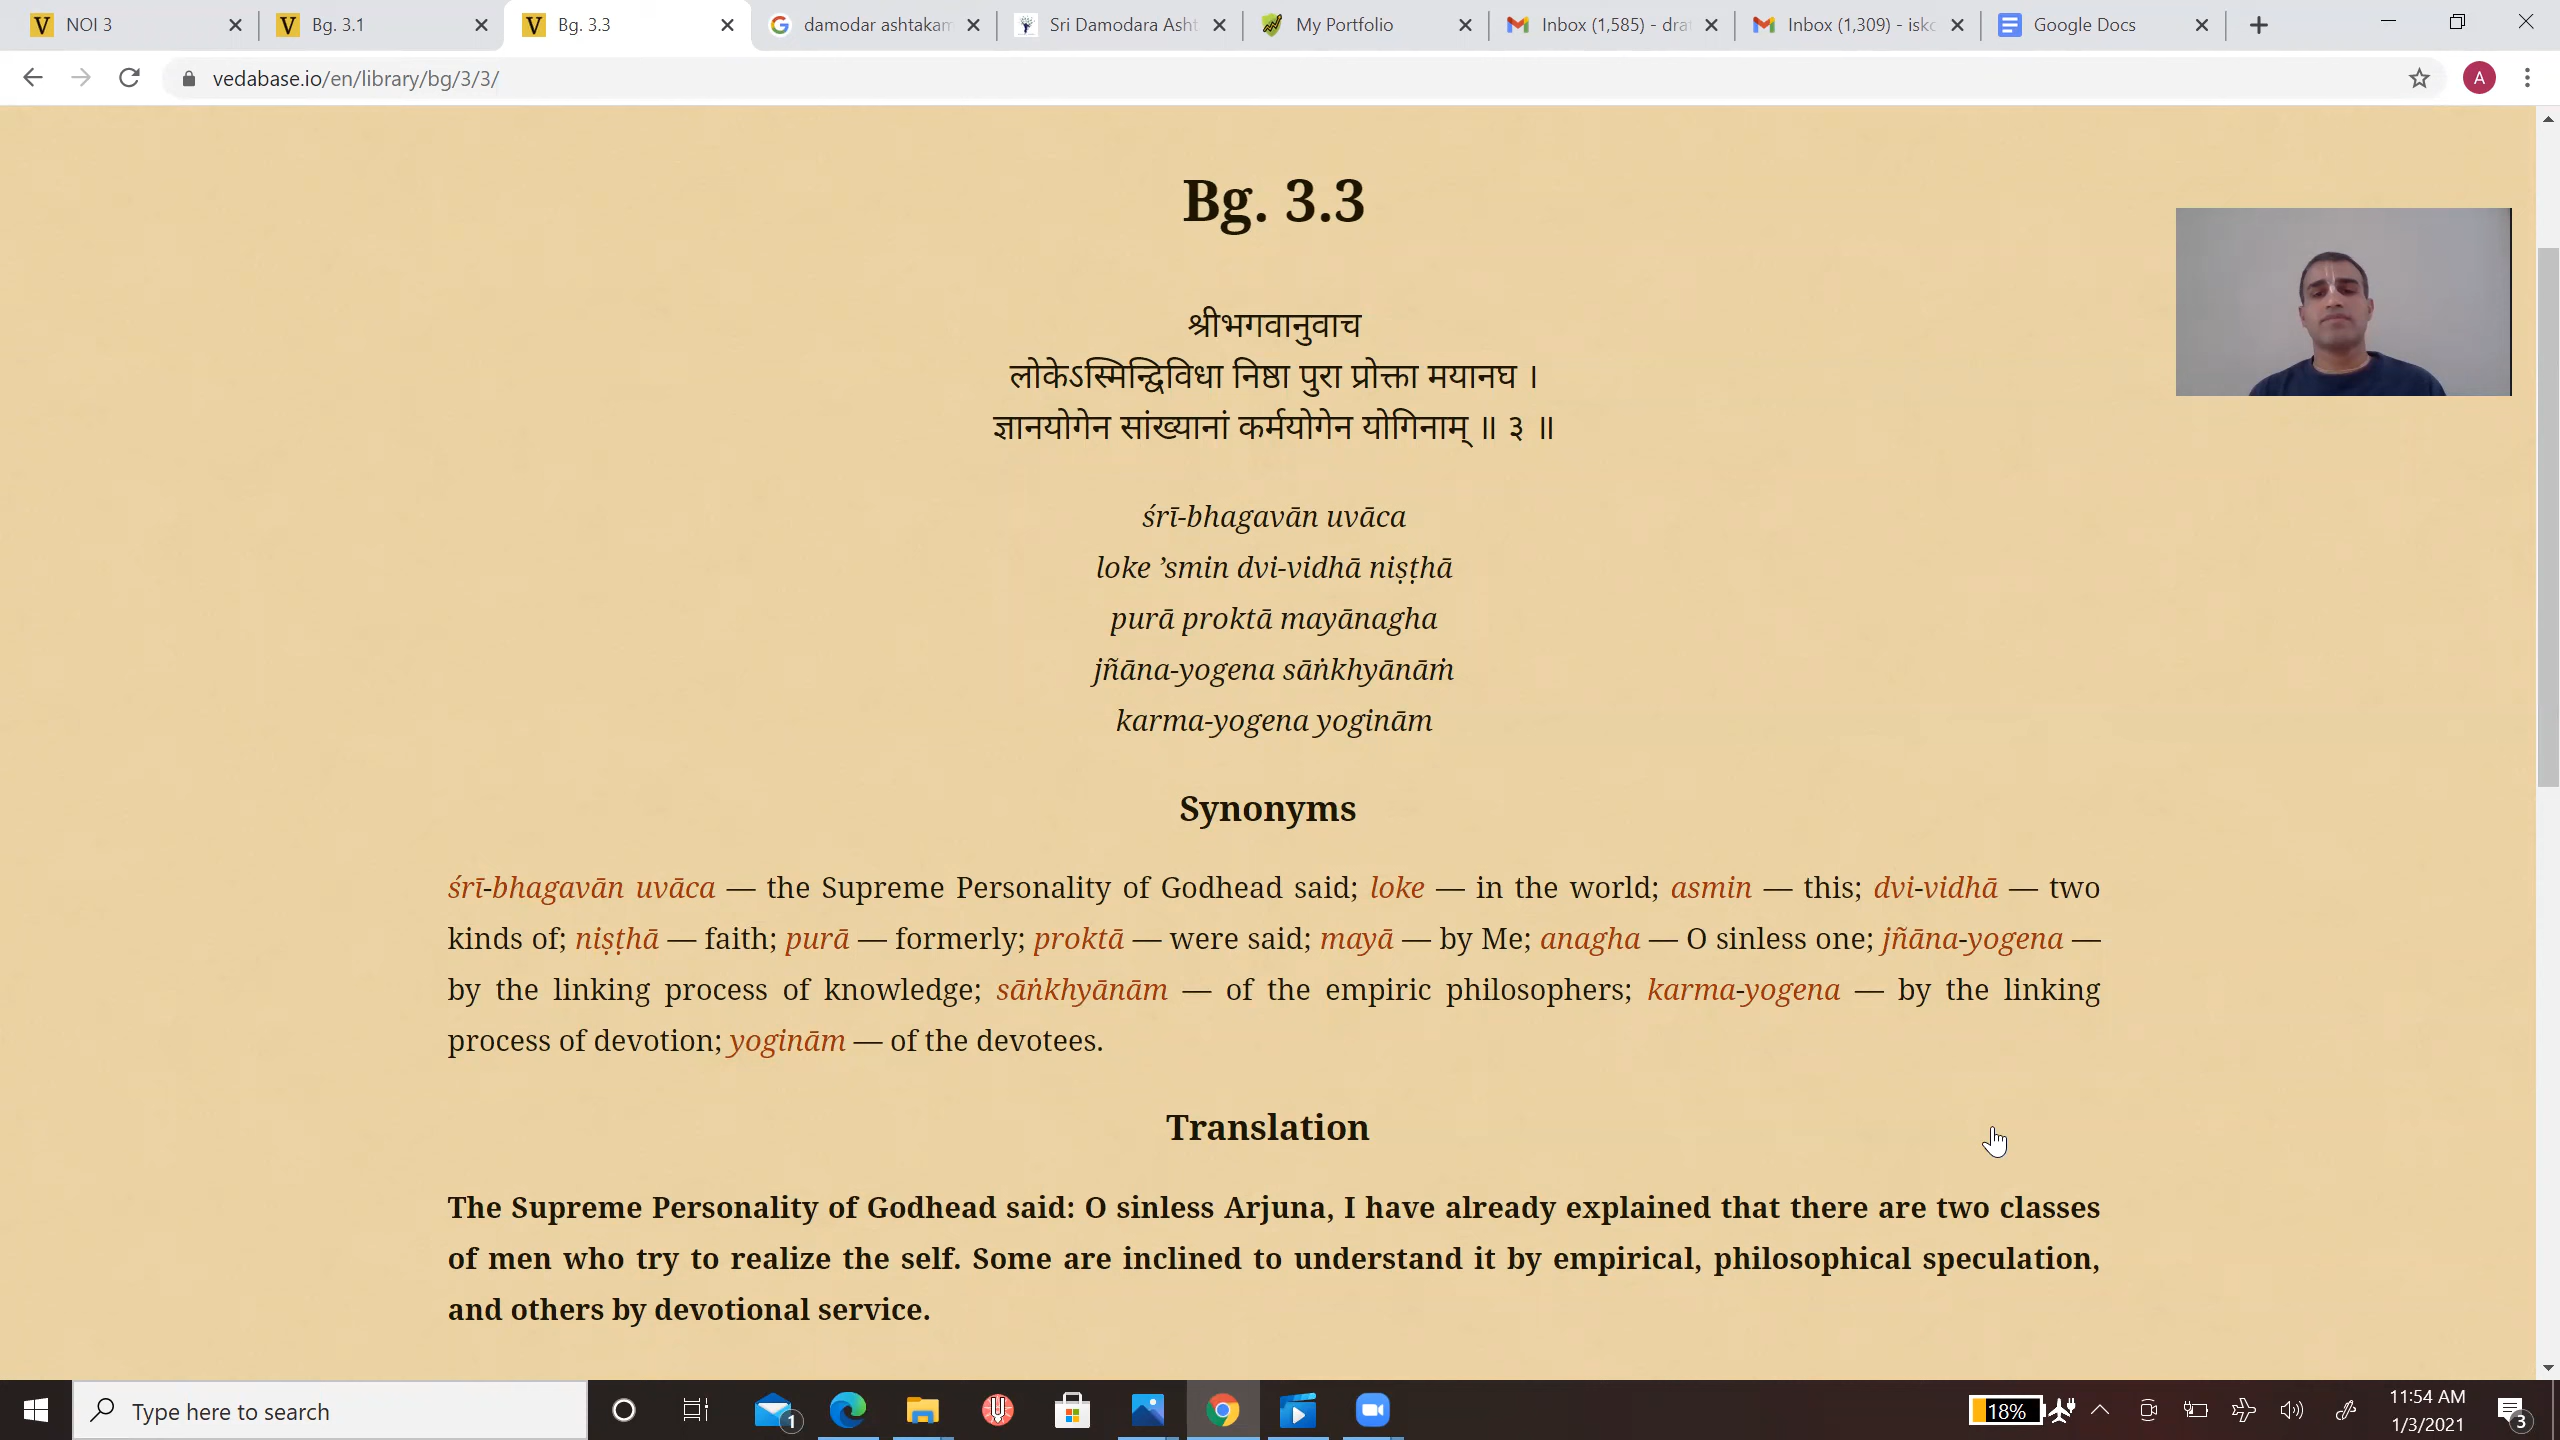 NOI 3
Bg. 3.1
Bg. 3.3
damodar ashtakam
Sri Damodara Asht
My Portfolio
Inbox (1,585) - drat
Inbox (1,309) - iskc
Google Docs
vedabase.io/en/library/bg/3/3/
A
Bg. 3.3
श्रीभगवानुवाच
लोकेऽस्मिन्द्विविधा निष्ठा पुरा प्रोक्ता मयानघ ।
ज्ञानयोगेन सांख्यानां कर्मयोगेन योगिनाम् ॥ ३ ॥
śrī-bhagavān uvāca
loke ’smin dvi-vidhā niṣṭhā
purā proktā mayānagha
jñāna-yogena sāṅkhyānāṁ
karma-yogena yoginām
Synonyms
śrī-bhagavān uvāca — the Supreme Personality of Godhead said; loke — in the world; asmin — this; dvi-vidhā — two
kinds of; niṣṭhā — faith; purā — formerly; proktā — were said; mayā — by Me; anagha — O sinless one; jñāna-yogena —
by the linking process of knowledge; sāṅkhyānām — of the empiric philosophers; karma-yogena — by the linking
process of devotion; yoginām — of the devotees.
Translation
The Supreme Personality of Godhead said: O sinless Arjuna, I have already explained that there are two classes
of men who try to realize the self. Some are inclined to understand it by empirical, philosophical speculation,
and others by devotional service.
Type here to search
1
18%
11:54 AM
1/3/2021
3